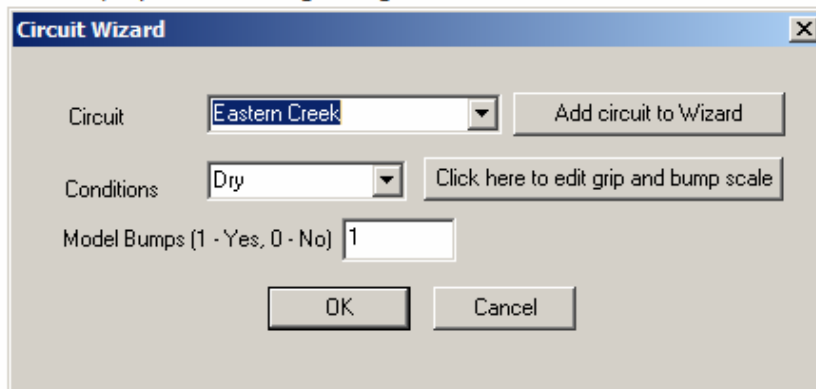 Circuit Wizard
Circuit Eastern Creek Add circuit to Wizard
Conditions Dry Click here to edit grip and bump scale
Model Bumps (1 - Yes, 0 - No) 1
OK Cancel